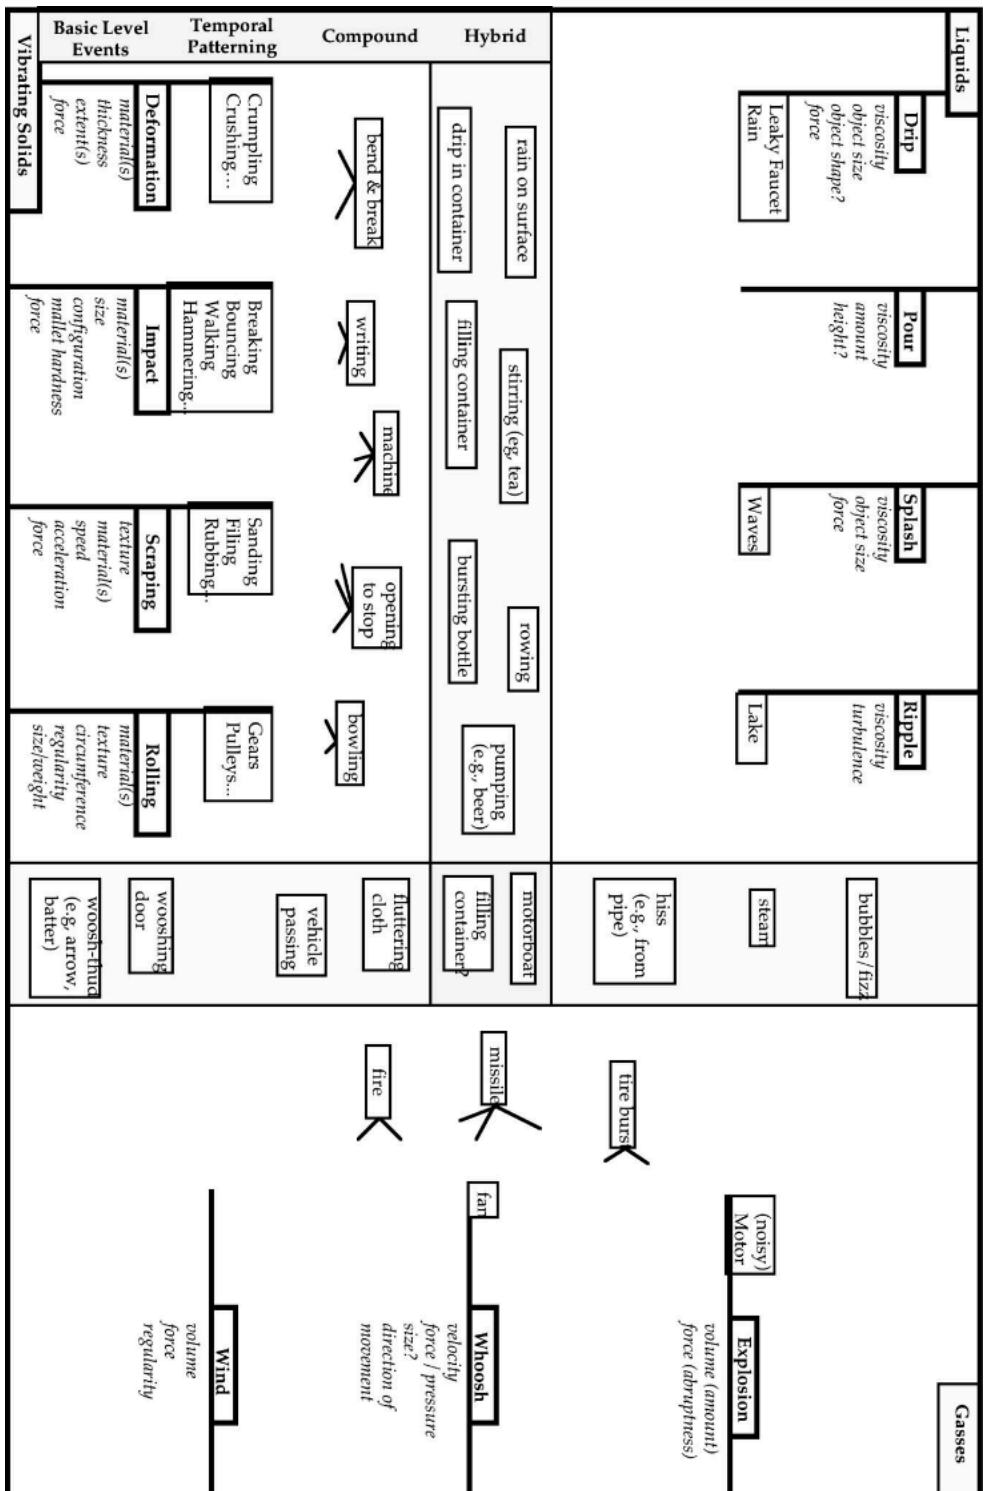 Basic Level
Events
Temporal
Patterning
Compound
Hybrid
Vibrating Solids
Deformation
material(s)
thickness
extent(s)
force
Crumpling
Crushing...
bend & break
Impact
material(s)
size
configuration
mallet hardness
force
Breaking
Bouncing
Walking
Hammering...
writing
machine
Scraping
texture
material(s)
speed
acceleration
force
Sanding
Filing
Rubbing...
opening
to stop
Rolling
material(s)
texture
circumference
regularity
size/weight
Gears
Pulleys...
bowling
rain on surface
drip in container
stirring (eg, tea)
filling container
rowing
bursting bottle
pumping
(e.g., beer)
Liquids
Drip
viscosity
object size
object shape?
force
Leaky Faucet
Rain
Pour
viscosity
amount
height?
Splash
viscosity
object size
force
Waves
Ripple
viscosity
turbulence
Lake
bubbles / fizz
steam
hiss
(e.g., from
pipe)
motorboat
filling
container?
fluttering
cloth
vehicle
passing
wooshing
door
woosh-thud
(e.g, arrow,
batter)
tire burst
missile
fire
Gasses
(noisy)
Motor
Explosion
volume (amount)
force (abruptness)
fan
Whoosh
velocity
force / pressure
size?
direction of
movement
Wind
volume
force
regularity